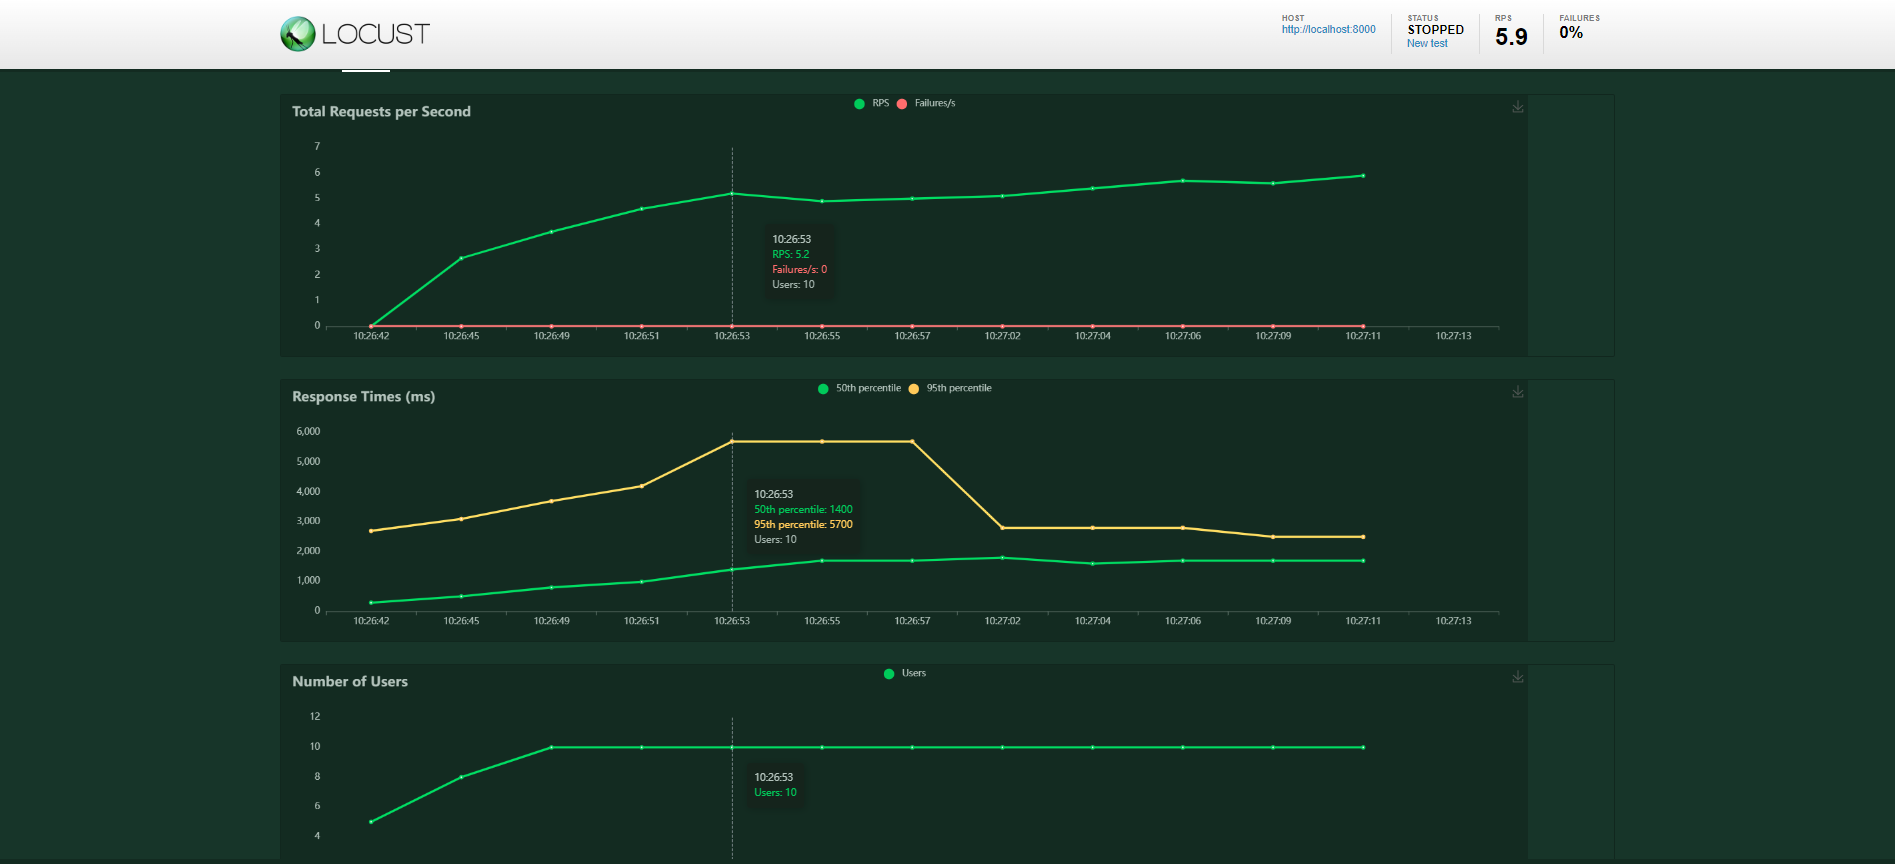 LOCUST
HOST
http://localhost:8000
STATUS
STOPPED
New test
RPS
5.9
FAILURES
0%
Total Requests per Second
RPS Failures/s
7
6
5
4
3
2
1
0
10:26:53
RPS: 5.2
Failures/s: 0
Users: 10
10:26:42 10:26:45 10:26:49 10:26:51 10:26:53 10:26:55 10:26:57 10:27:02 10:27:04 10:27:06 10:27:09 10:27:11 10:27:13
Response Times (ms)
50th percentile 95th percentile
6,000
5,000
4,000
3,000
2,000
1,000
0
10:26:53
50th percentile: 1400
95th percentile: 5700
Users: 10
10:26:42 10:26:45 10:26:49 10:26:51 10:26:53 10:26:55 10:26:57 10:27:02 10:27:04 10:27:06 10:27:09 10:27:11 10:27:13
Number of Users
Users
12
10
8
6
4
10:26:53
Users: 10